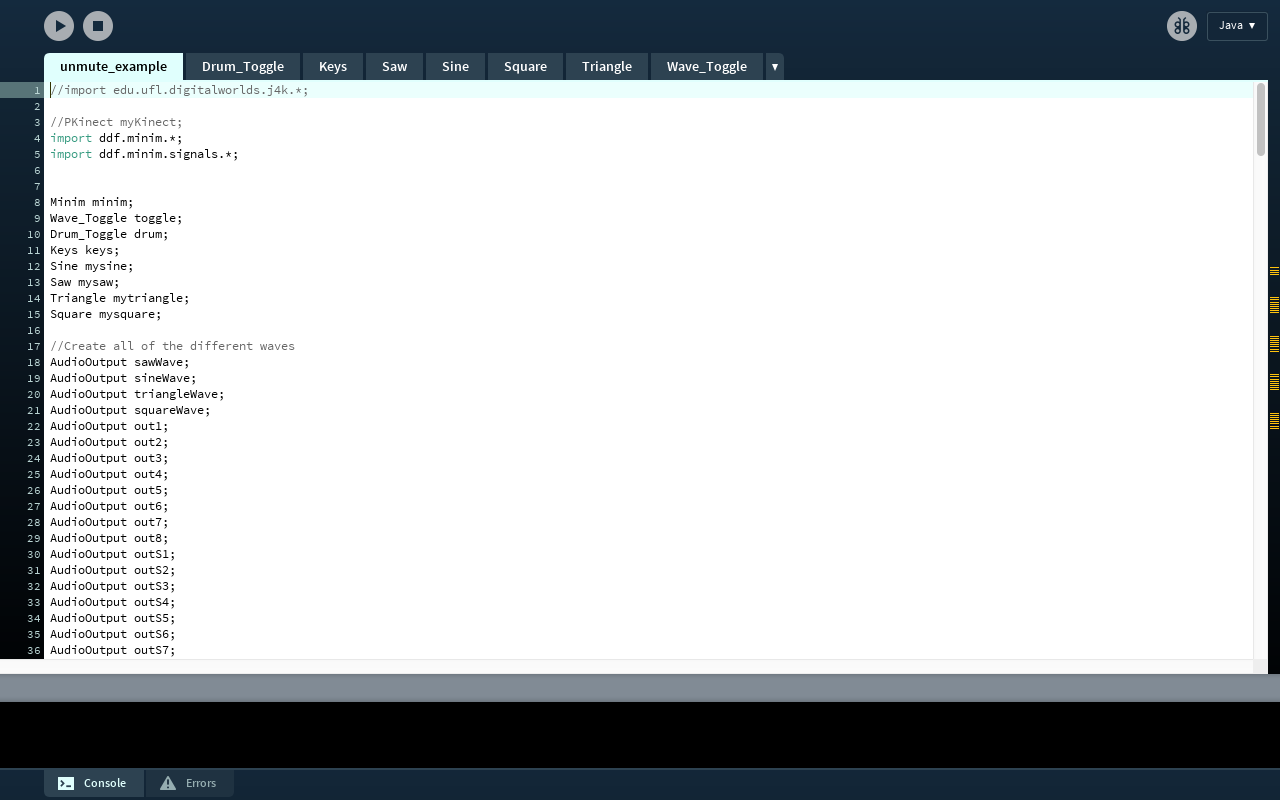 Java ▼
unmute_example Drum_Toggle Keys Saw Sine Square Triangle Wave_Toggle ▼
1 //import edu.ufl.digitalworlds.j4k.*;
2
3 //PKinect myKinect;
4 import ddf.minim.*;
5 import ddf.minim.signals.*;
6
7
8 Minim minim;
9 Wave_Toggle toggle;
10 Drum_Toggle drum;
11 Keys keys;
12 Sine mysine;
13 Saw mysaw;
14 Triangle mytriangle;
15 Square mysquare;
16
17 //Create all of the different waves
18 AudioOutput sawWave;
19 AudioOutput sineWave;
20 AudioOutput triangleWave;
21 AudioOutput squareWave;
22 AudioOutput out1;
23 AudioOutput out2;
24 AudioOutput out3;
25 AudioOutput out4;
26 AudioOutput out5;
27 AudioOutput out6;
28 AudioOutput out7;
29 AudioOutput out8;
30 AudioOutput outS1;
31 AudioOutput outS2;
32 AudioOutput outS3;
33 AudioOutput outS4;
34 AudioOutput outS5;
35 AudioOutput outS6;
36 AudioOutput outS7;
Console Errors